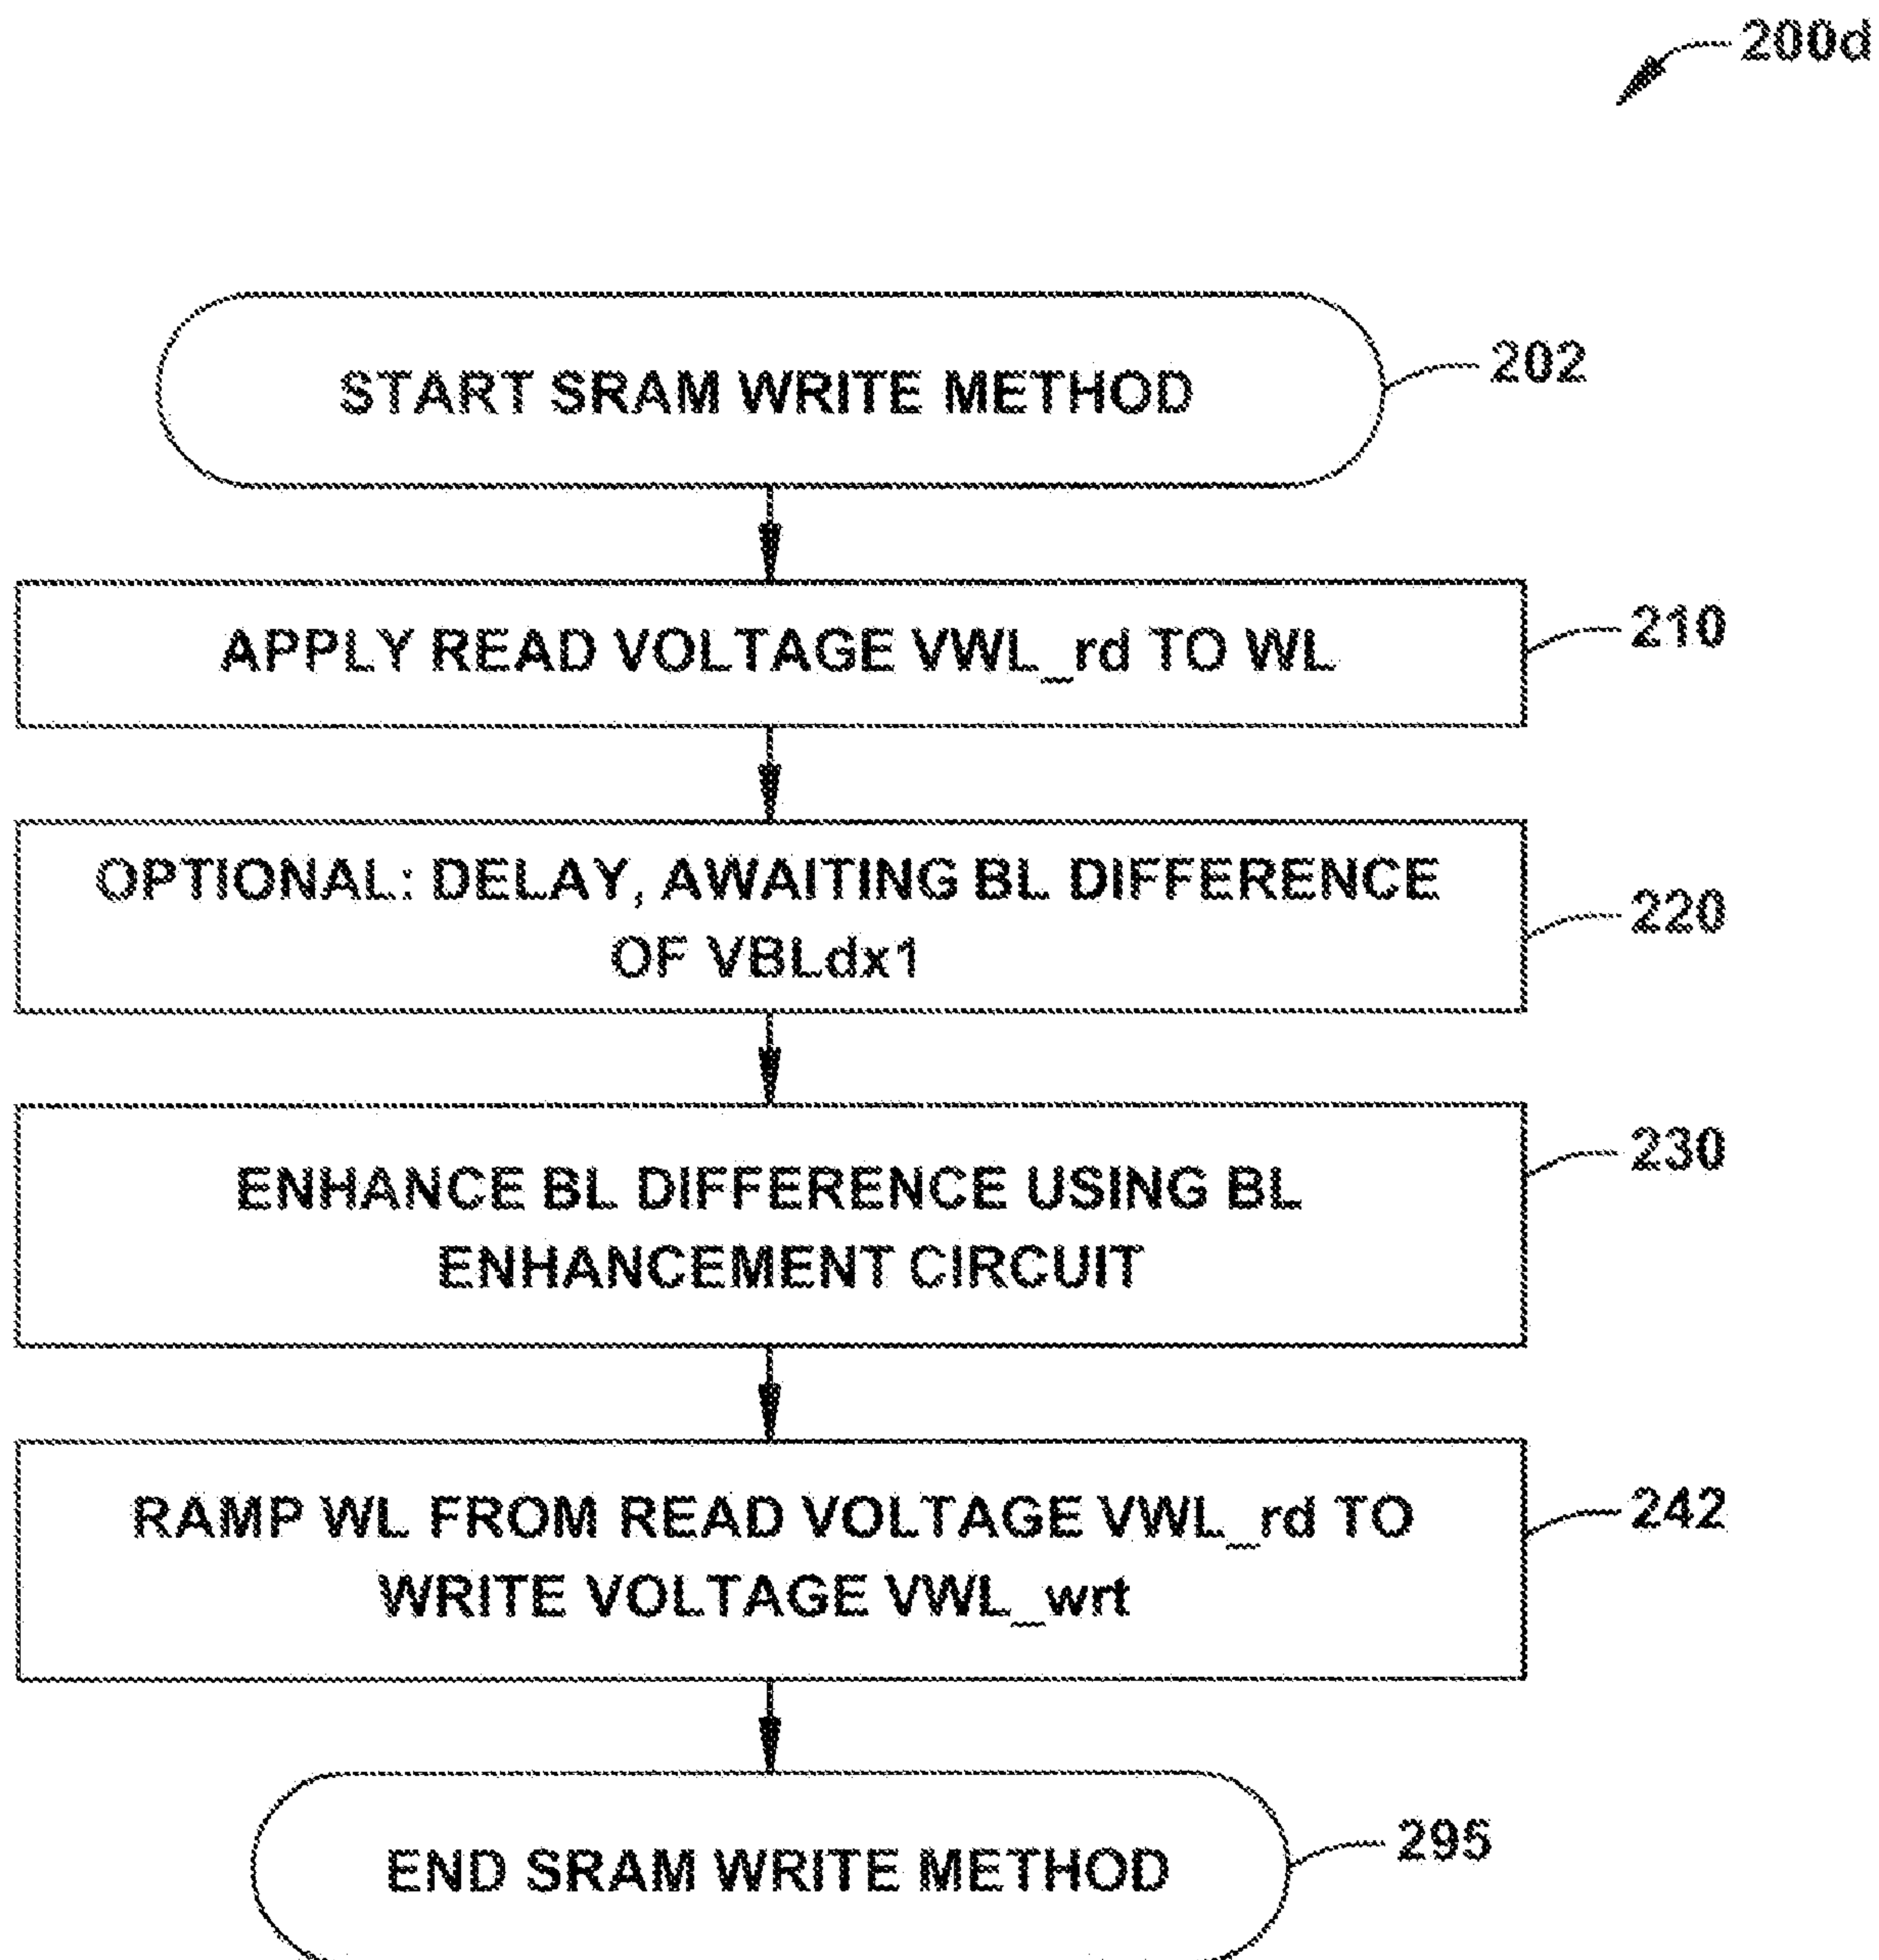 200d
START SRAM WRITE METHOD
202
APPLY READ VOLTAGE VWL_rd TO WL
210
OPTIONAL: DELAY, AWAITING BL DIFFERENCE
OF VBLdx1
220
ENHANCE BL DIFFERENCE USING BL
ENHANCEMENT CIRCUIT
230
RAMP WL FROM READ VOLTAGE VWL_rd TO
WRITE VOLTAGE VWL_wrt
242
END SRAM WRITE METHOD
295